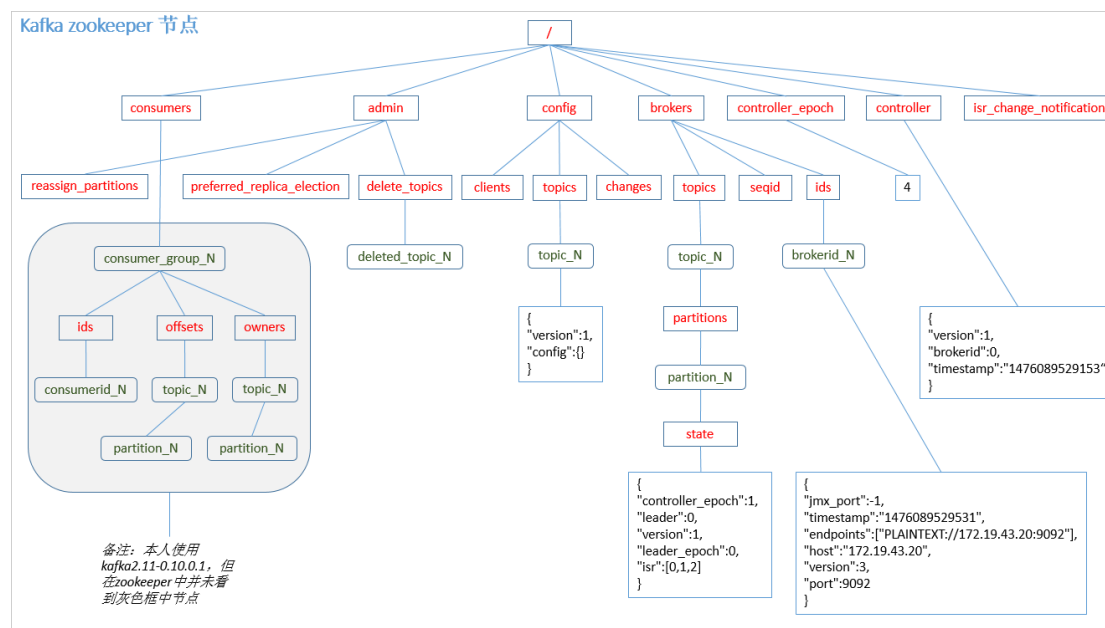 Kafka zookeeper 节点
/
consumers
admin
config
brokers
controller_epoch
controller
isr_change_notification
reassign_partitions
preferred_replica_election
delete_topics
clients
topics
changes
topics
seqid
ids
4
consumer_group_N
deleted_topic_N
topic_N
topic_N
brokerid_N
ids
offsets
owners
consumerid_N
topic_N
topic_N
partition_N
partition_N
{
"version":1,
"config":{}
}
partitions
partition_N
state
{
"version":1,
"brokerid":0,
"timestamp":"1476089529153"
}
{
"controller_epoch":1,
"leader":0,
"version":1,
"leader_epoch":0,
"isr":[0,1,2]
}
{
"jmx_port":-1,
"timestamp":"1476089529531",
"endpoints":["PLAINTEXT://172.19.43.20:9092"],
"host":"172.19.43.20",
"version":3,
"port":9092
}
备注：本人使用
kafka2.11-0.10.0.1，但
在zookeeper中并未看
到灰色框中节点